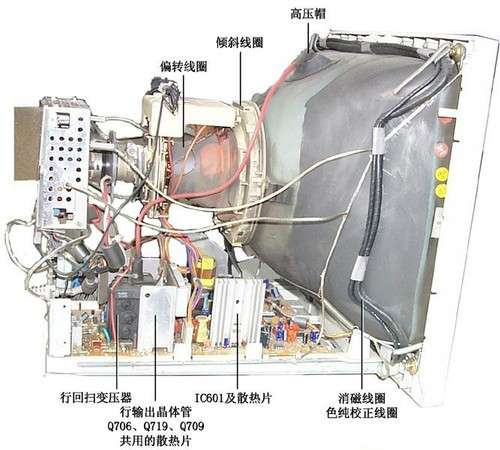 高压帽
倾斜线圈
偏转线圈
行回扫变压器
行输出晶体管
Q706、Q719、Q709
共用的散热片
IC601及散热片
消磁线圈
色纯校正线圈